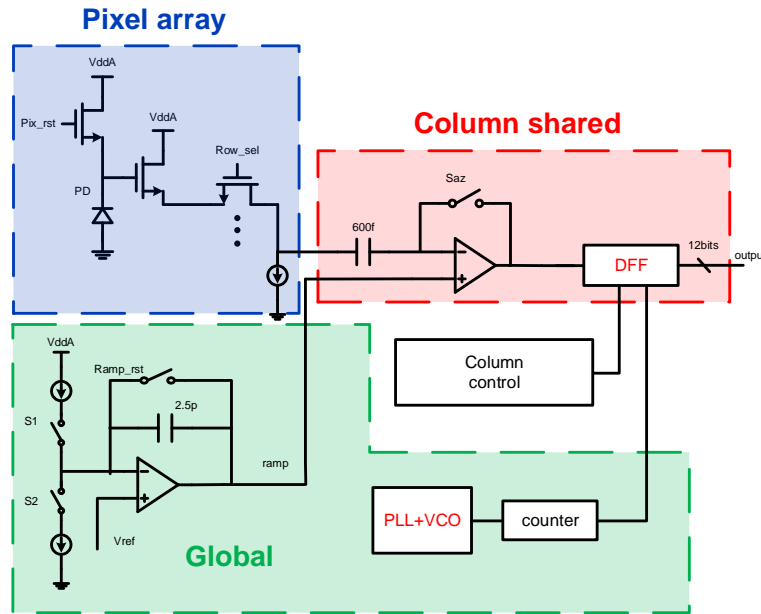 Pixel array
VddA
VddA
Pix_rst
Row_sel
PD
Column shared
Saz
600f
12bits
DFF
outpu
VddA
Ramp_rst
S1
2.5p
Column
control
ramp
S2
Vref
PLL+VCO
counter
Global